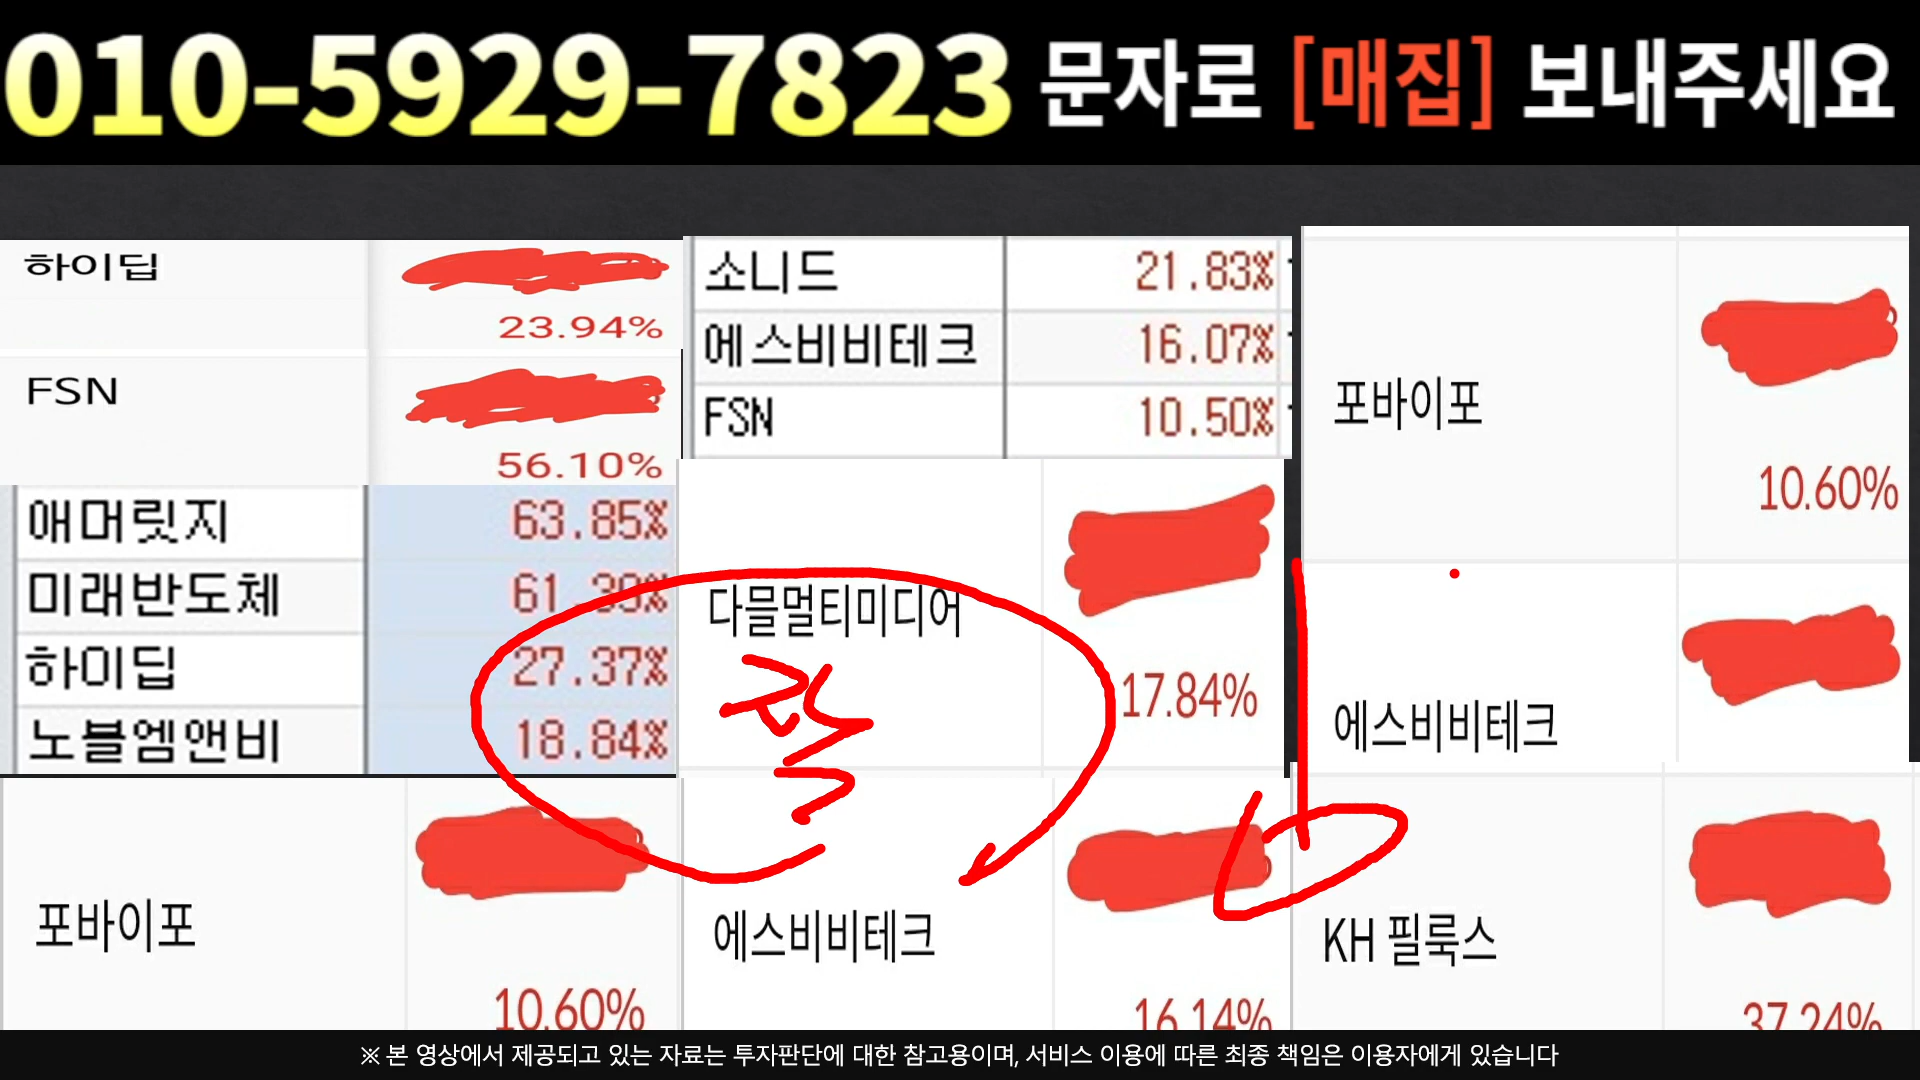 010-5929-7823 문자로 [매집] 보내주세요
하이딥
23.94%
FSN
56.10%
애머릿지 63.85%
미래반도체 61.39%
하이딥 27.37%
노블엠앤비 18.84%
소니드 21.83%
에스비비테크 16.07%
FSN 10.50%
다믈멀티미디어
17.84%
포바이포
10.60%
에스비비테크
포바이포
10.60%
에스비비테크
16.14%
KH 필룩스
37.24%
※ 본 영상에서 제공되고 있는 자료는 투자판단에 대한 참고용이며, 서비스 이용에 따른 최종 책임은 이용자에게 있습니다